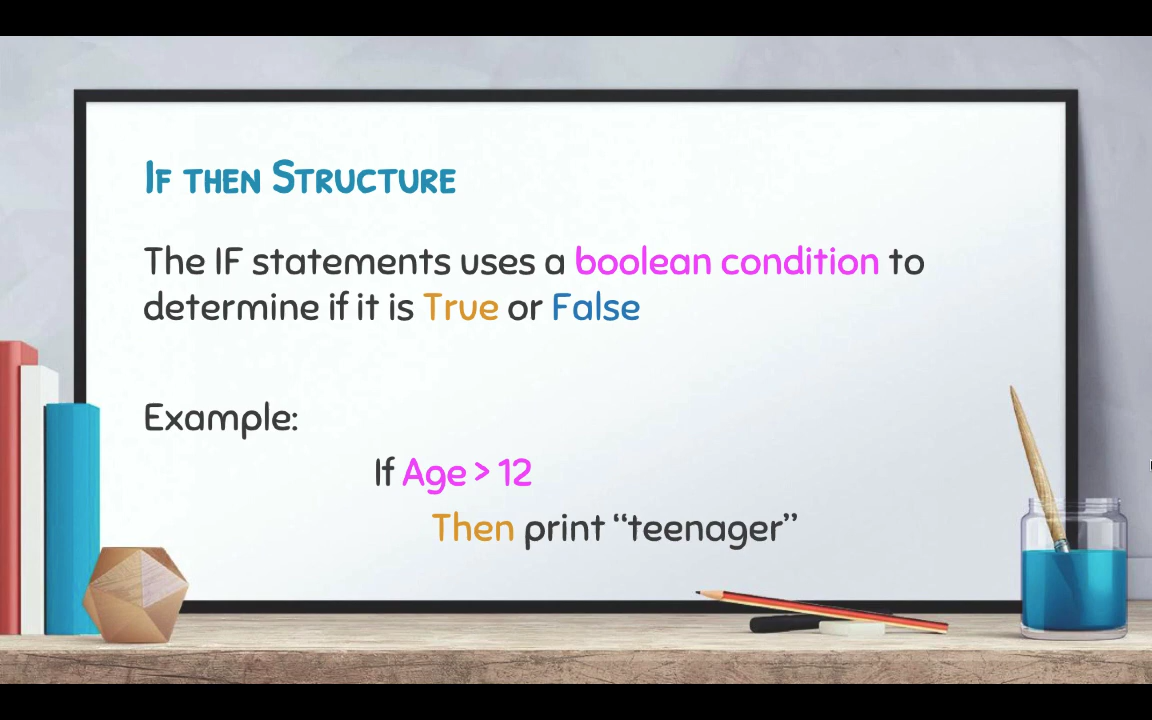 If then Structure
The IF statements uses a boolean condition to
determine if it is True or False
Example:
If Age > 12
Then print “teenager”